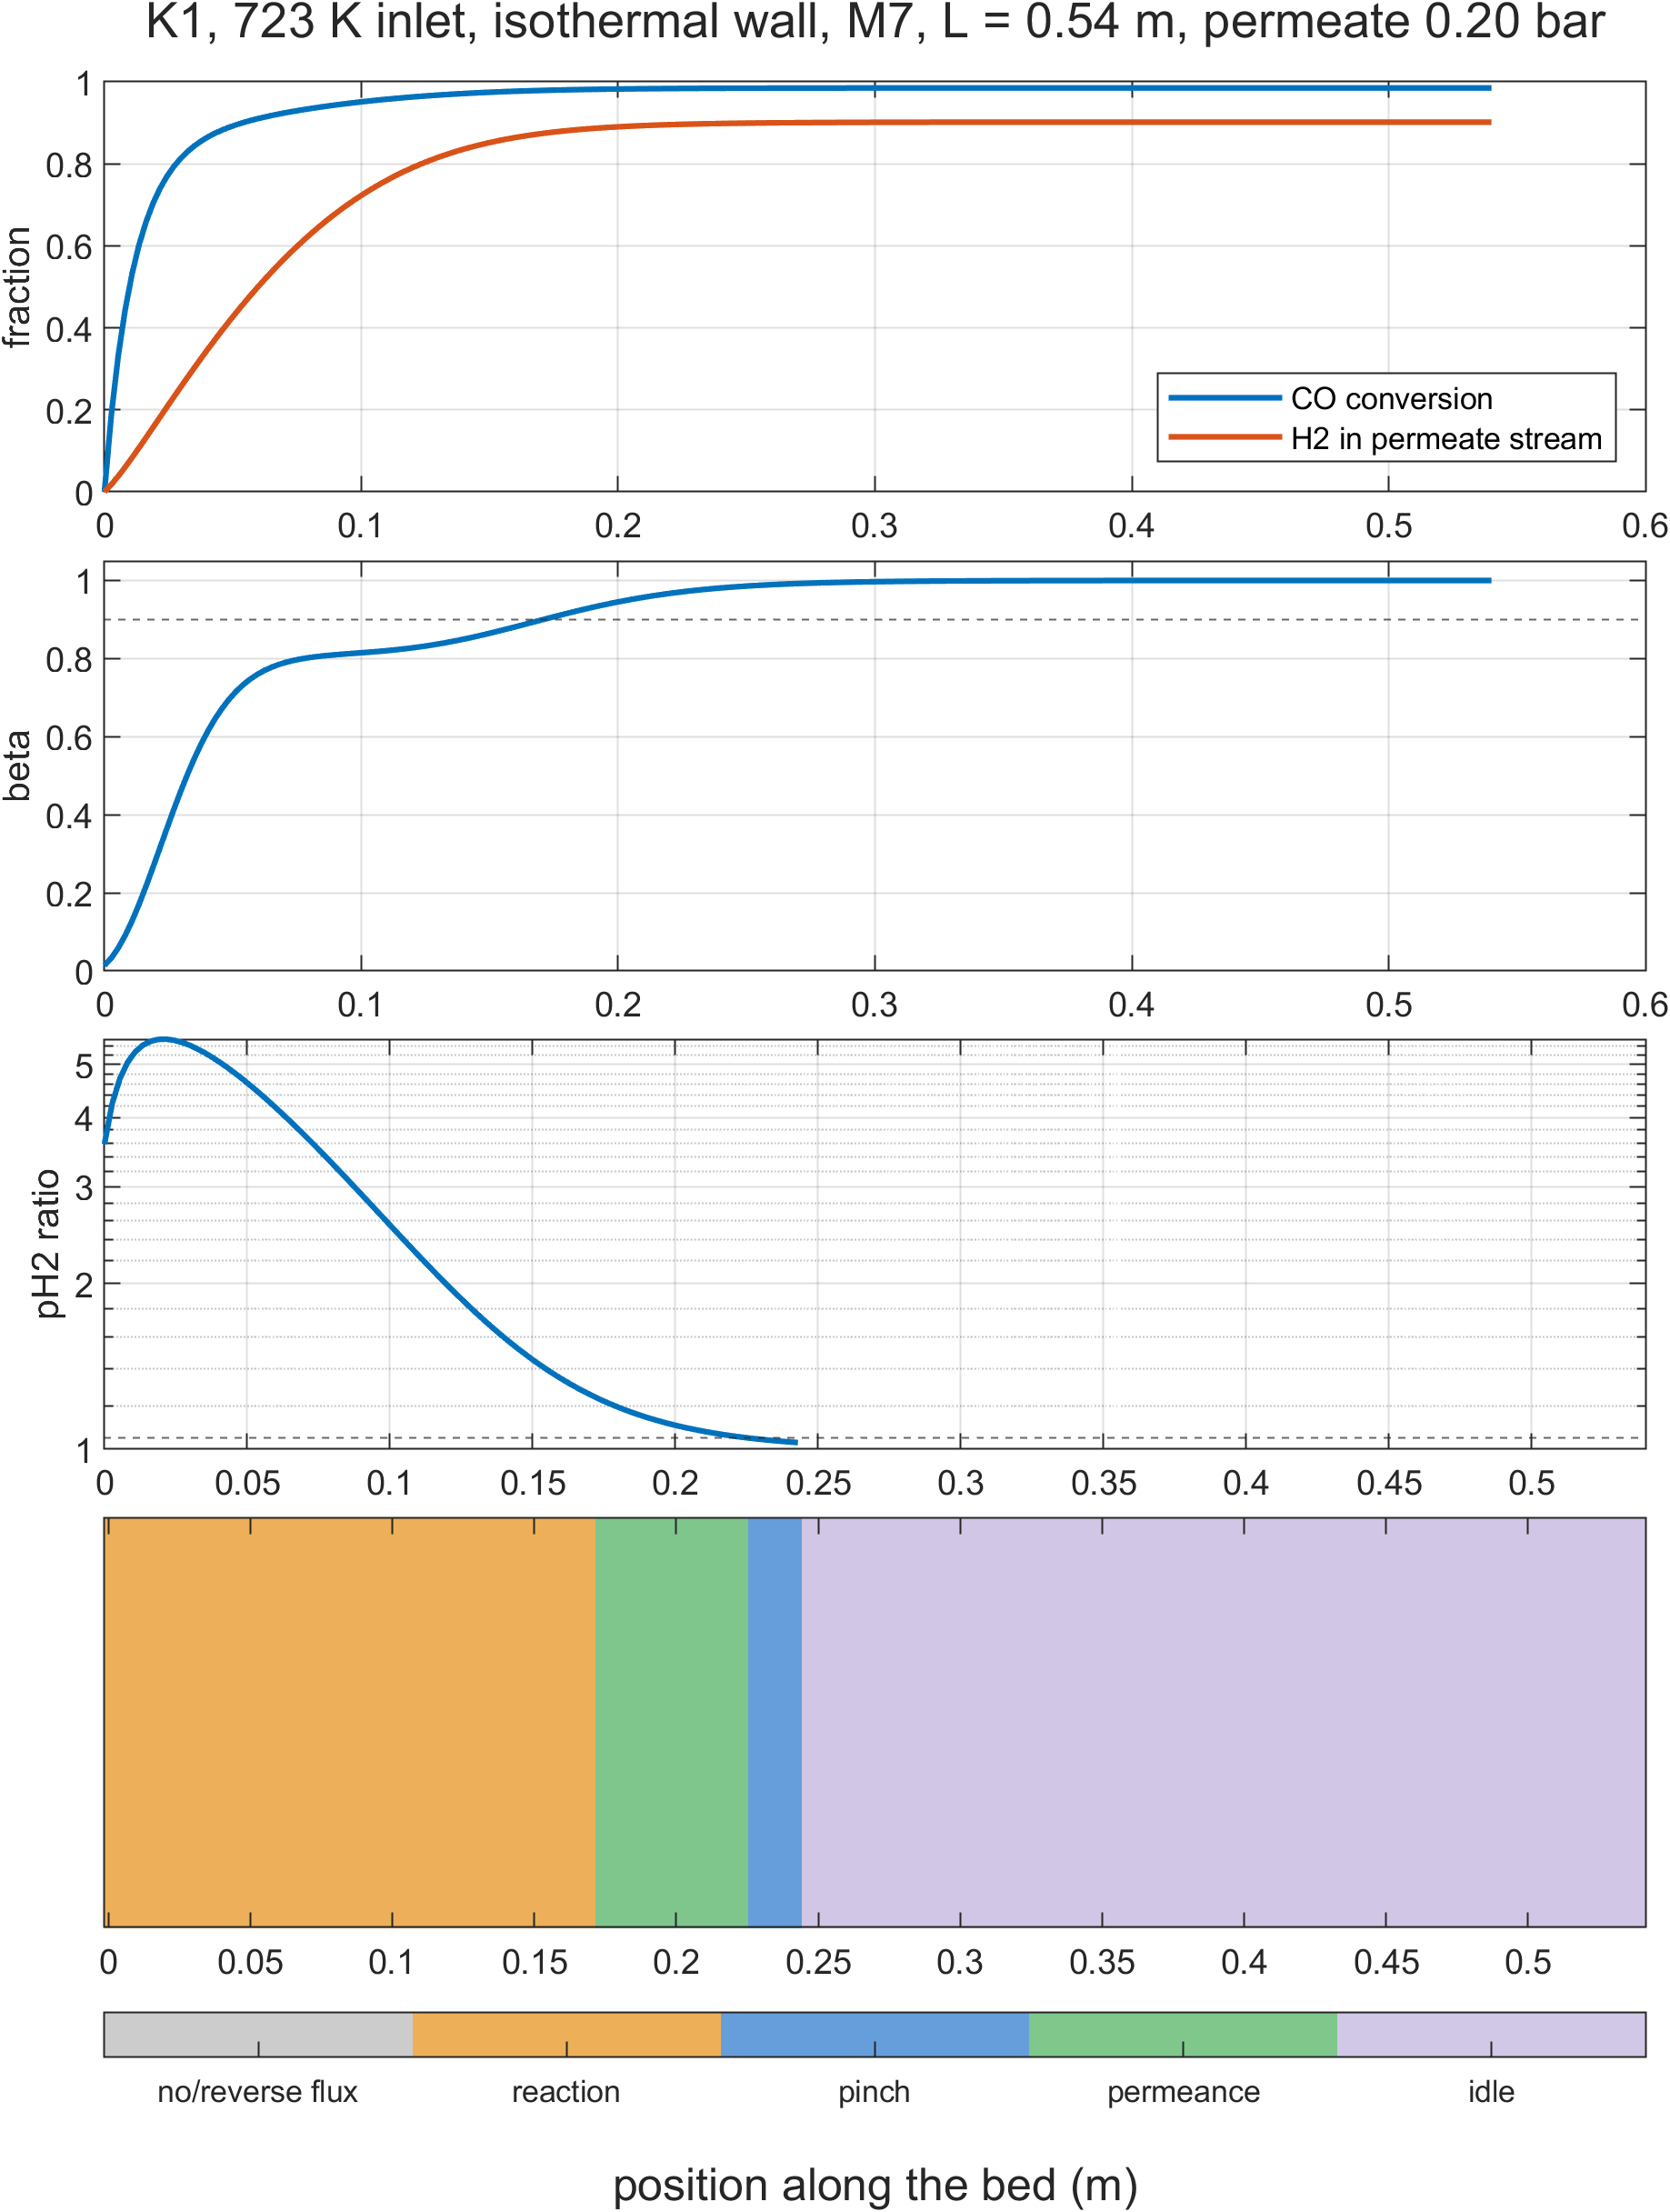 K1, 723 K inlet, isothermal wall, M7, L = 0.54 m, permeate 0.20 bar
1
0.8
0.6
0.4
0.2
0
fraction
CO conversion
H2 in permeate stream
0 0.1 0.2 0.3 0.4 0.5 0.6
1
0.8
0.6
0.4
0.2
0
beta
0 0.1 0.2 0.3 0.4 0.5 0.6
5
4
3
2
1
pH2 ratio
0 0.05 0.1 0.15 0.2 0.25 0.3 0.35 0.4 0.45 0.5
0 0.05 0.1 0.15 0.2 0.25 0.3 0.35 0.4 0.45 0.5
no/reverse flux reaction pinch permeance idle
position along the bed (m)